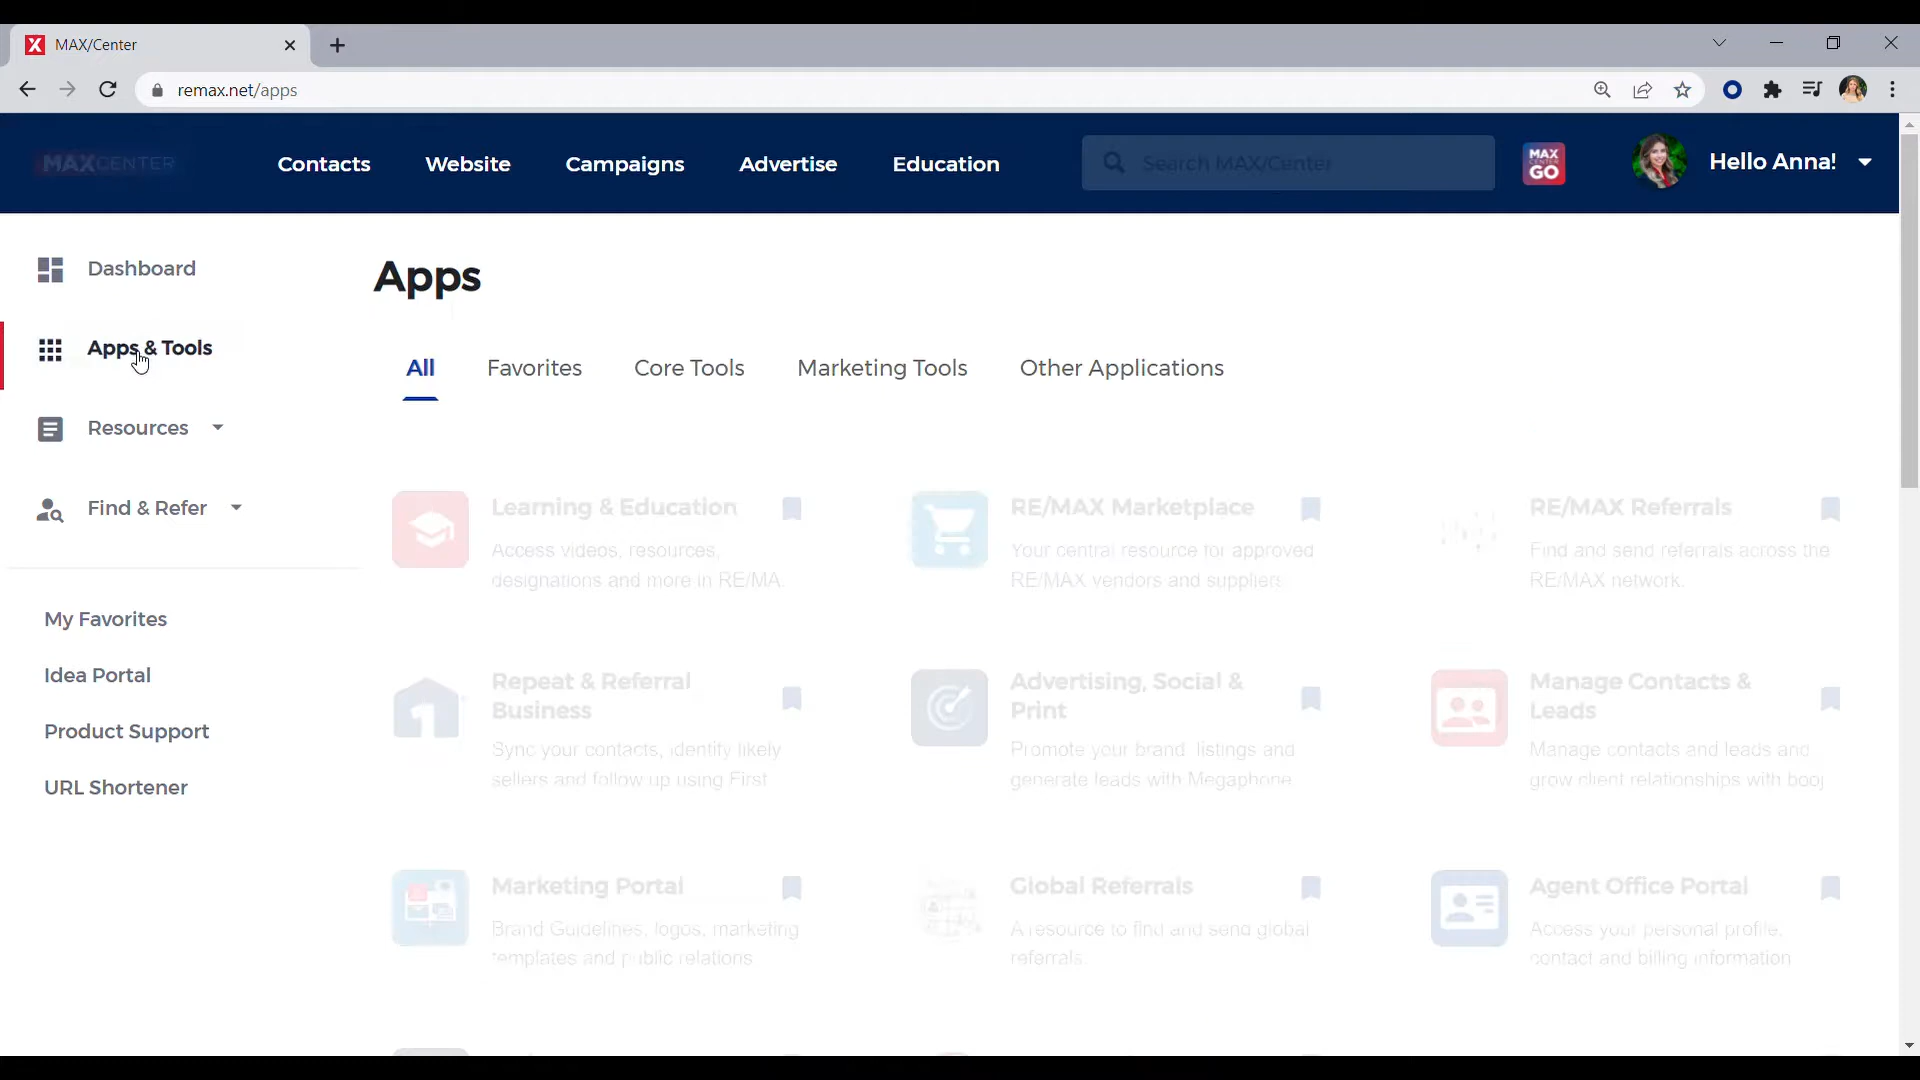 MAX/Center
remax.net/apps
MAXCENTER
Contacts
Website
Campaigns
Advertise
Education
Search MAX/Center
MAX
CENTER
GO
Hello Anna!
Dashboard
Apps & Tools
Resources
Find & Refer
My Favorites
Idea Portal
Product Support
URL Shortener
Apps
All
Favorites
Core Tools
Marketing Tools
Other Applications
Learning & Education
Access videos, resources,
designations and more in RE/MA
RE/MAX Marketplace
Your central resource for approved
RE/MAX vendors and suppliers
RE/MAX Referrals
Find and send referrals across the
RE/MAX network.
Repeat & Referral
Business
Sync your contacts, identify likely
sellers and follow up using First
Advertising, Social &
Print
Promote your brand, listings and
generate leads with Megaphone
Manage Contacts &
Leads
Manage contacts and leads and
grow client relationships with booj
Marketing Portal
Brand Guidelines, logos, marketing
templates and public relations
Global Referrals
A resource to find and send global
referrals.
Agent Office Portal
Access your personal profile,
contact and billing information